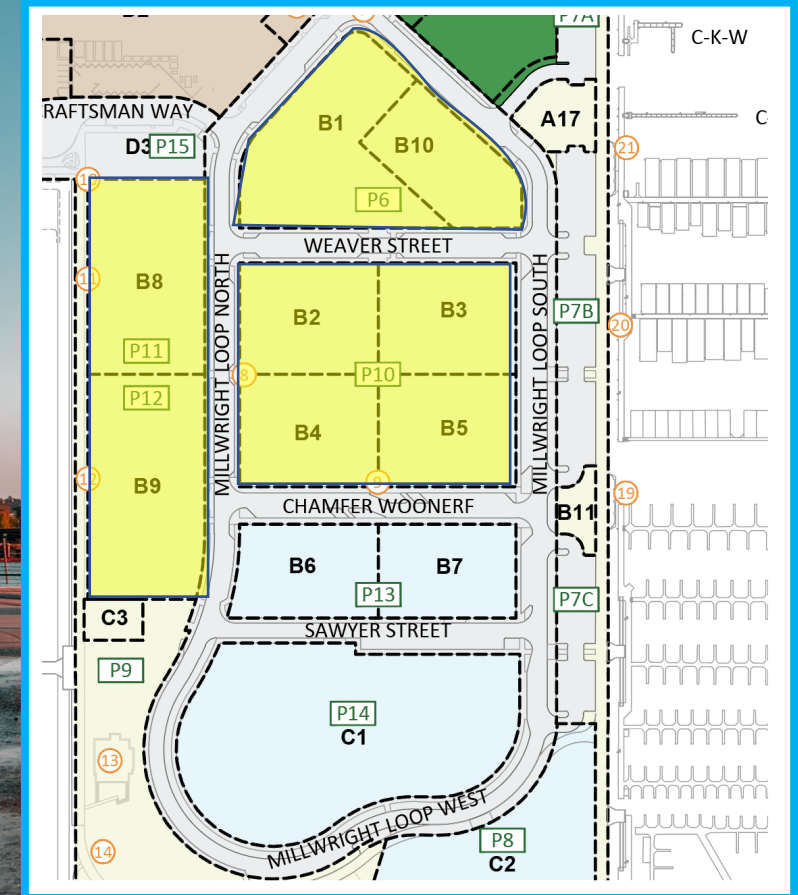 P7A
C-K-W
RAFTSMAN WAY
A17
C
B1
B10
D3
P15
21
10
P6
WEAVER STREET
B8
11
MILLWRIGHT LOOP NORTH
B2
B3
MILLWRIGHT LOOP SOUTH
P7B
20
P11
8
P10
P12
B4
B5
B9
12
9
19
CHAMFER WOONERF
B11
B6
B7
P13
P7C
C3
SAWYER STREET
P9
P14
C1
13
MILLWRIGHT LOOP WEST
P8
14
C2